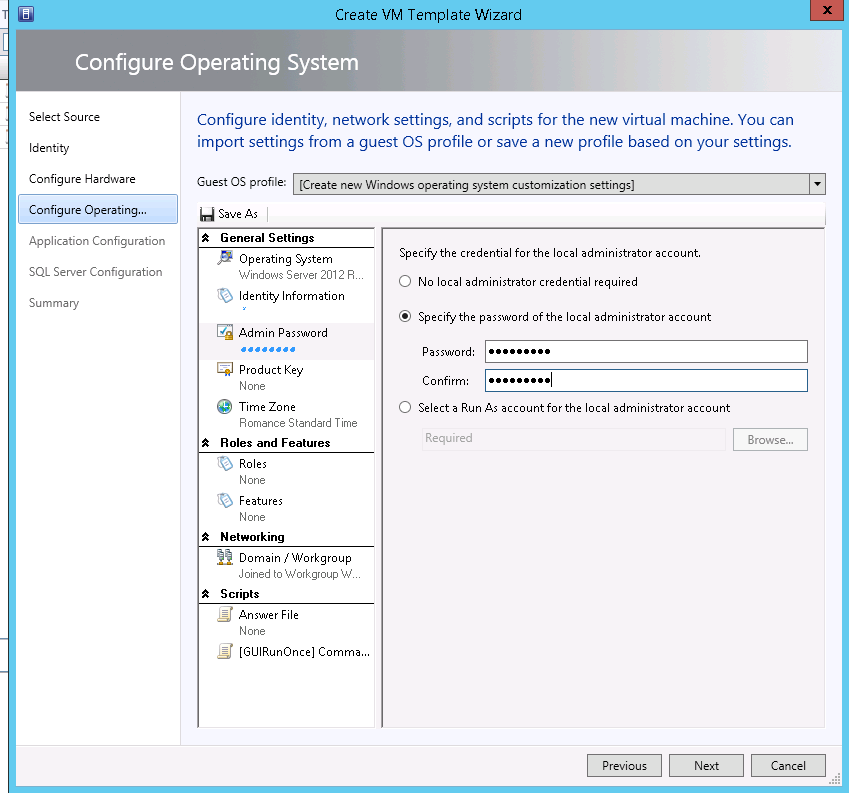 Create VM Template Wizard
x
Configure Operating System
Select Source
Identity
Configure Hardware
Configure Operating...
Application Configuration
SQL Server Configuration
Summary
Configure identity, network settings, and scripts for the new virtual machine. You can
import settings from a guest OS profile or save a new profile based on your settings.
Guest OS profile: [Create new Windows operating system customization settings]
Save As
General Settings
Operating System
Windows Server 2012 R...
Identity Information
*
Admin Password
●●●●●●●●
Product Key
None
Time Zone
Romance Standard Time
Roles and Features
Roles
None
Features
None
Networking
Domain / Workgroup
Joined to Workgroup W...
Scripts
Answer File
None
[GUIRunOnce] Comma...
Specify the credential for the local administrator account.
No local administrator credential required
Specify the password of the local administrator account
Password: ●●●●●●●●●
Confirm: ●●●●●●●●●
Select a Run As account for the local administrator account
Required Browse...
Previous Next Cancel